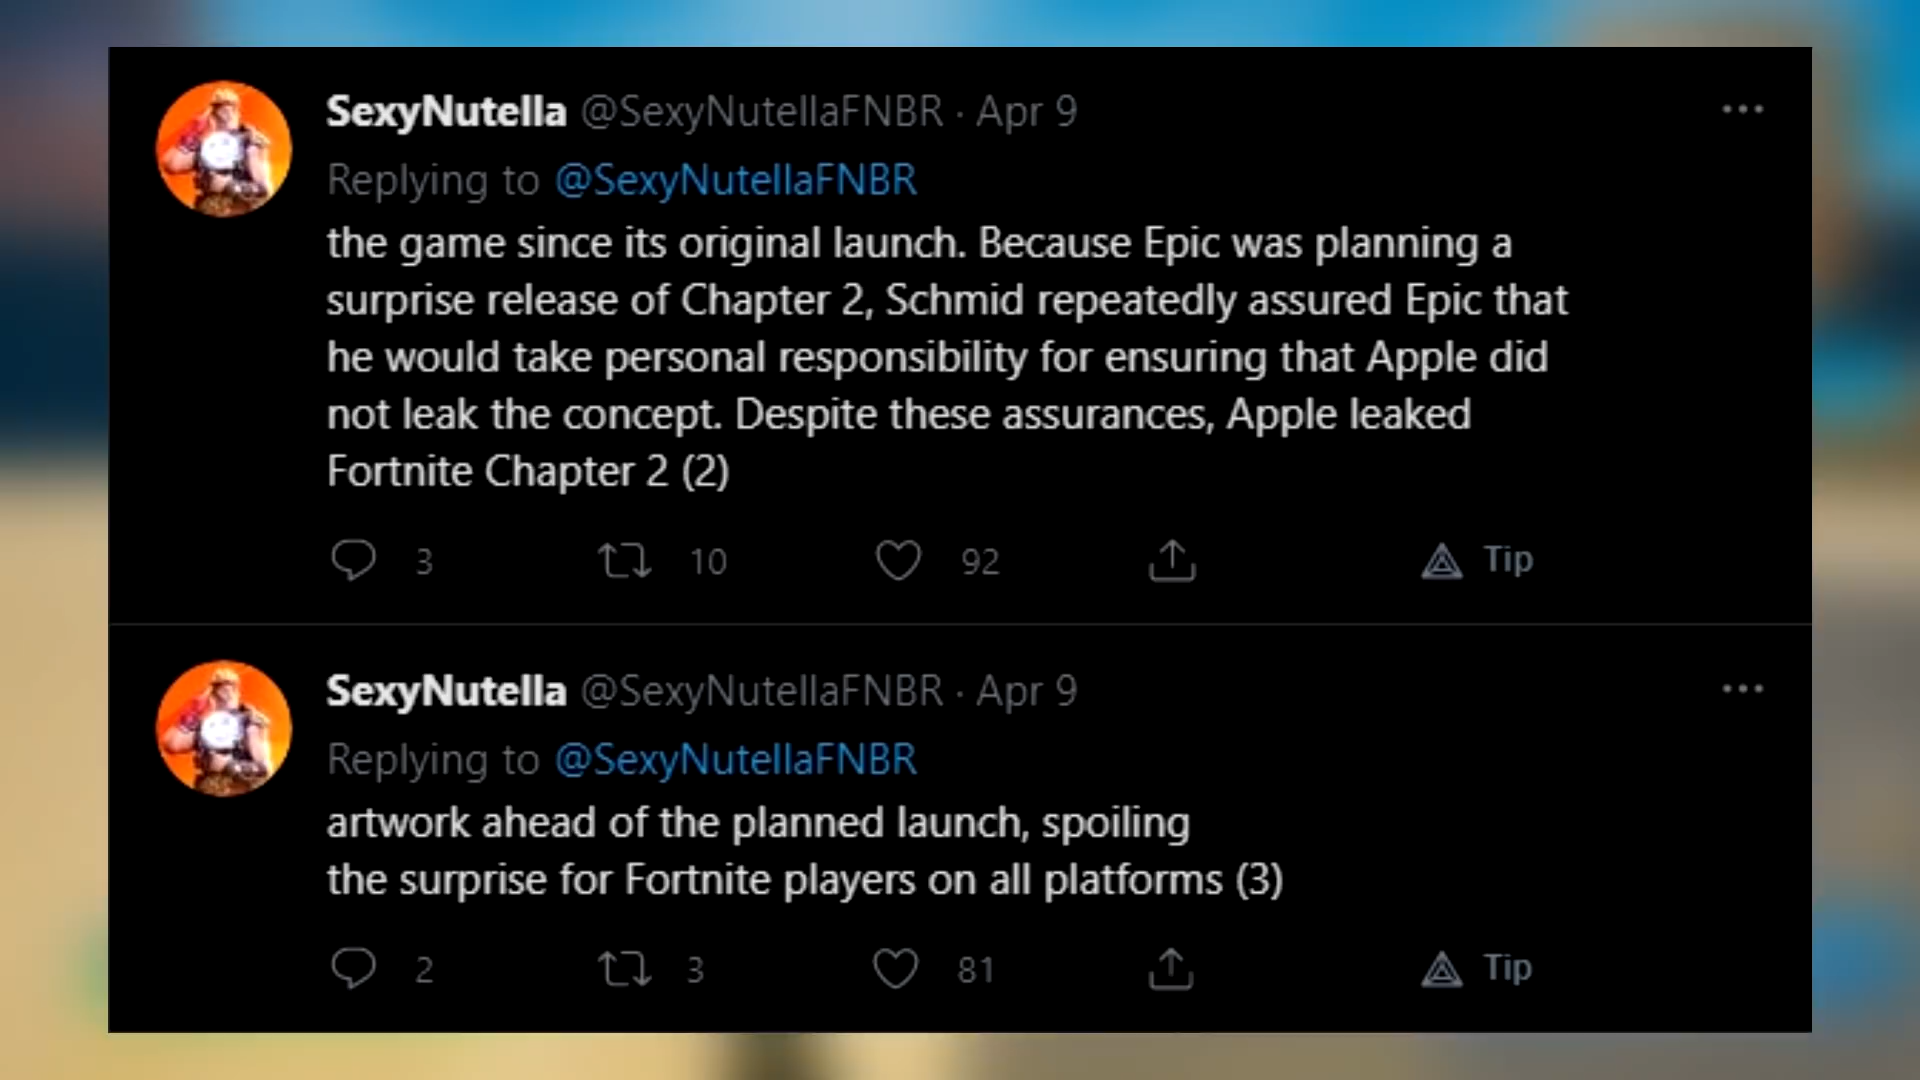 SexyNutella @SexyNutellaFNBR · Apr 9
Replying to @SexyNutellaFNBR
the game since its original launch. Because Epic was planning a
surprise release of Chapter 2, Schmid repeatedly assured Epic that
he would take personal responsibility for ensuring that Apple did
not leak the concept. Despite these assurances, Apple leaked
Fortnite Chapter 2 (2)
3 10 92 Tip
SexyNutella @SexyNutellaFNBR · Apr 9
Replying to @SexyNutellaFNBR
artwork ahead of the planned launch, spoiling
the surprise for Fortnite players on all platforms (3)
2 3 81 Tip